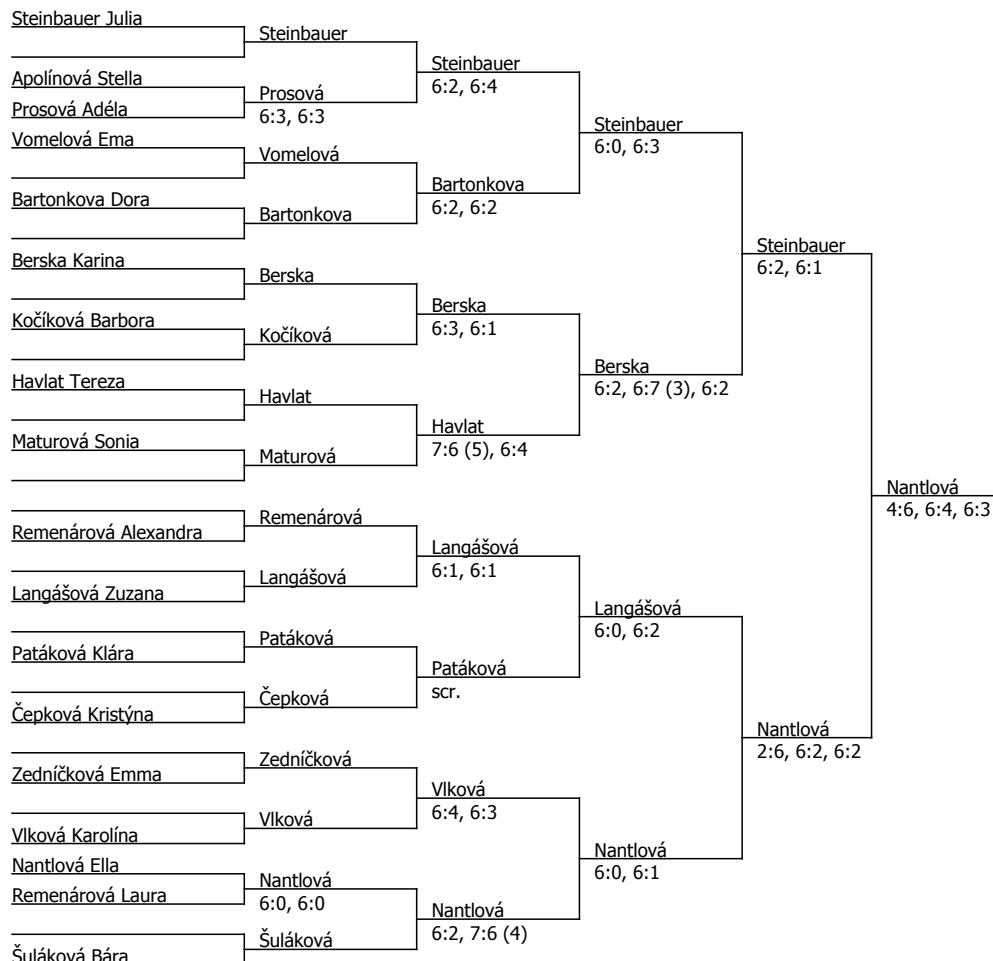 Steinbauer Julia
Steinbauer
Steinbauer
6:2, 6:4
Apolínová Stella
Prosová
6:3, 6:3
Prosová Adéla
Steinbauer
6:0, 6:3
Vomelová Ema
Vomelová
Bartonkova
6:2, 6:2
Bartonkova Dora
Bartonkova
Steinbauer
6:2, 6:1
Berska Karina
Berska
Berska
6:3, 6:1
Kočíková Barbora
Kočíková
Berska
6:2, 6:7 (3), 6:2
Havlat Tereza
Havlat
Havlat
7:6 (5), 6:4
Maturová Sonia
Maturová
Nantlová
4:6, 6:4, 6:3
Remenárová
Remenárová Alexandra
Langášová
6:1, 6:1
Langášová
Langášová Zuzana
Langášová
6:0, 6:2
Patáková
Patáková Klára
Patáková
scr.
Čepková
Čepková Kristýna
Nantlová
2:6, 6:2, 6:2
Zedníčková
Zedníčková Emma
Vlková
6:4, 6:3
Vlková
Vlková Karolína
Nantlová
6:0, 6:1
Nantlová Ella
Nantlová
6:0, 6:0
Remenárová Laura
Nantlová
6:2, 7:6 (4)
Šuláková
Šuláková Bára